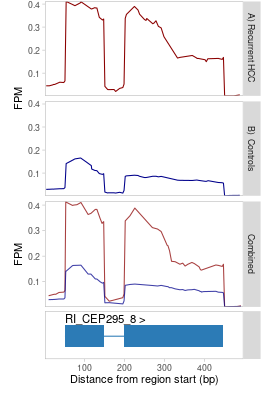 0.4
0.3
0.2
0.1
FPM
A) Recurrent HCC
0.4
0.3
0.2
0.1
B) Controls
0.4
0.3
0.2
0.1
FPM
Combined
RI_CEP295_8 >
100 200 300 400
Distance from region start (bp)